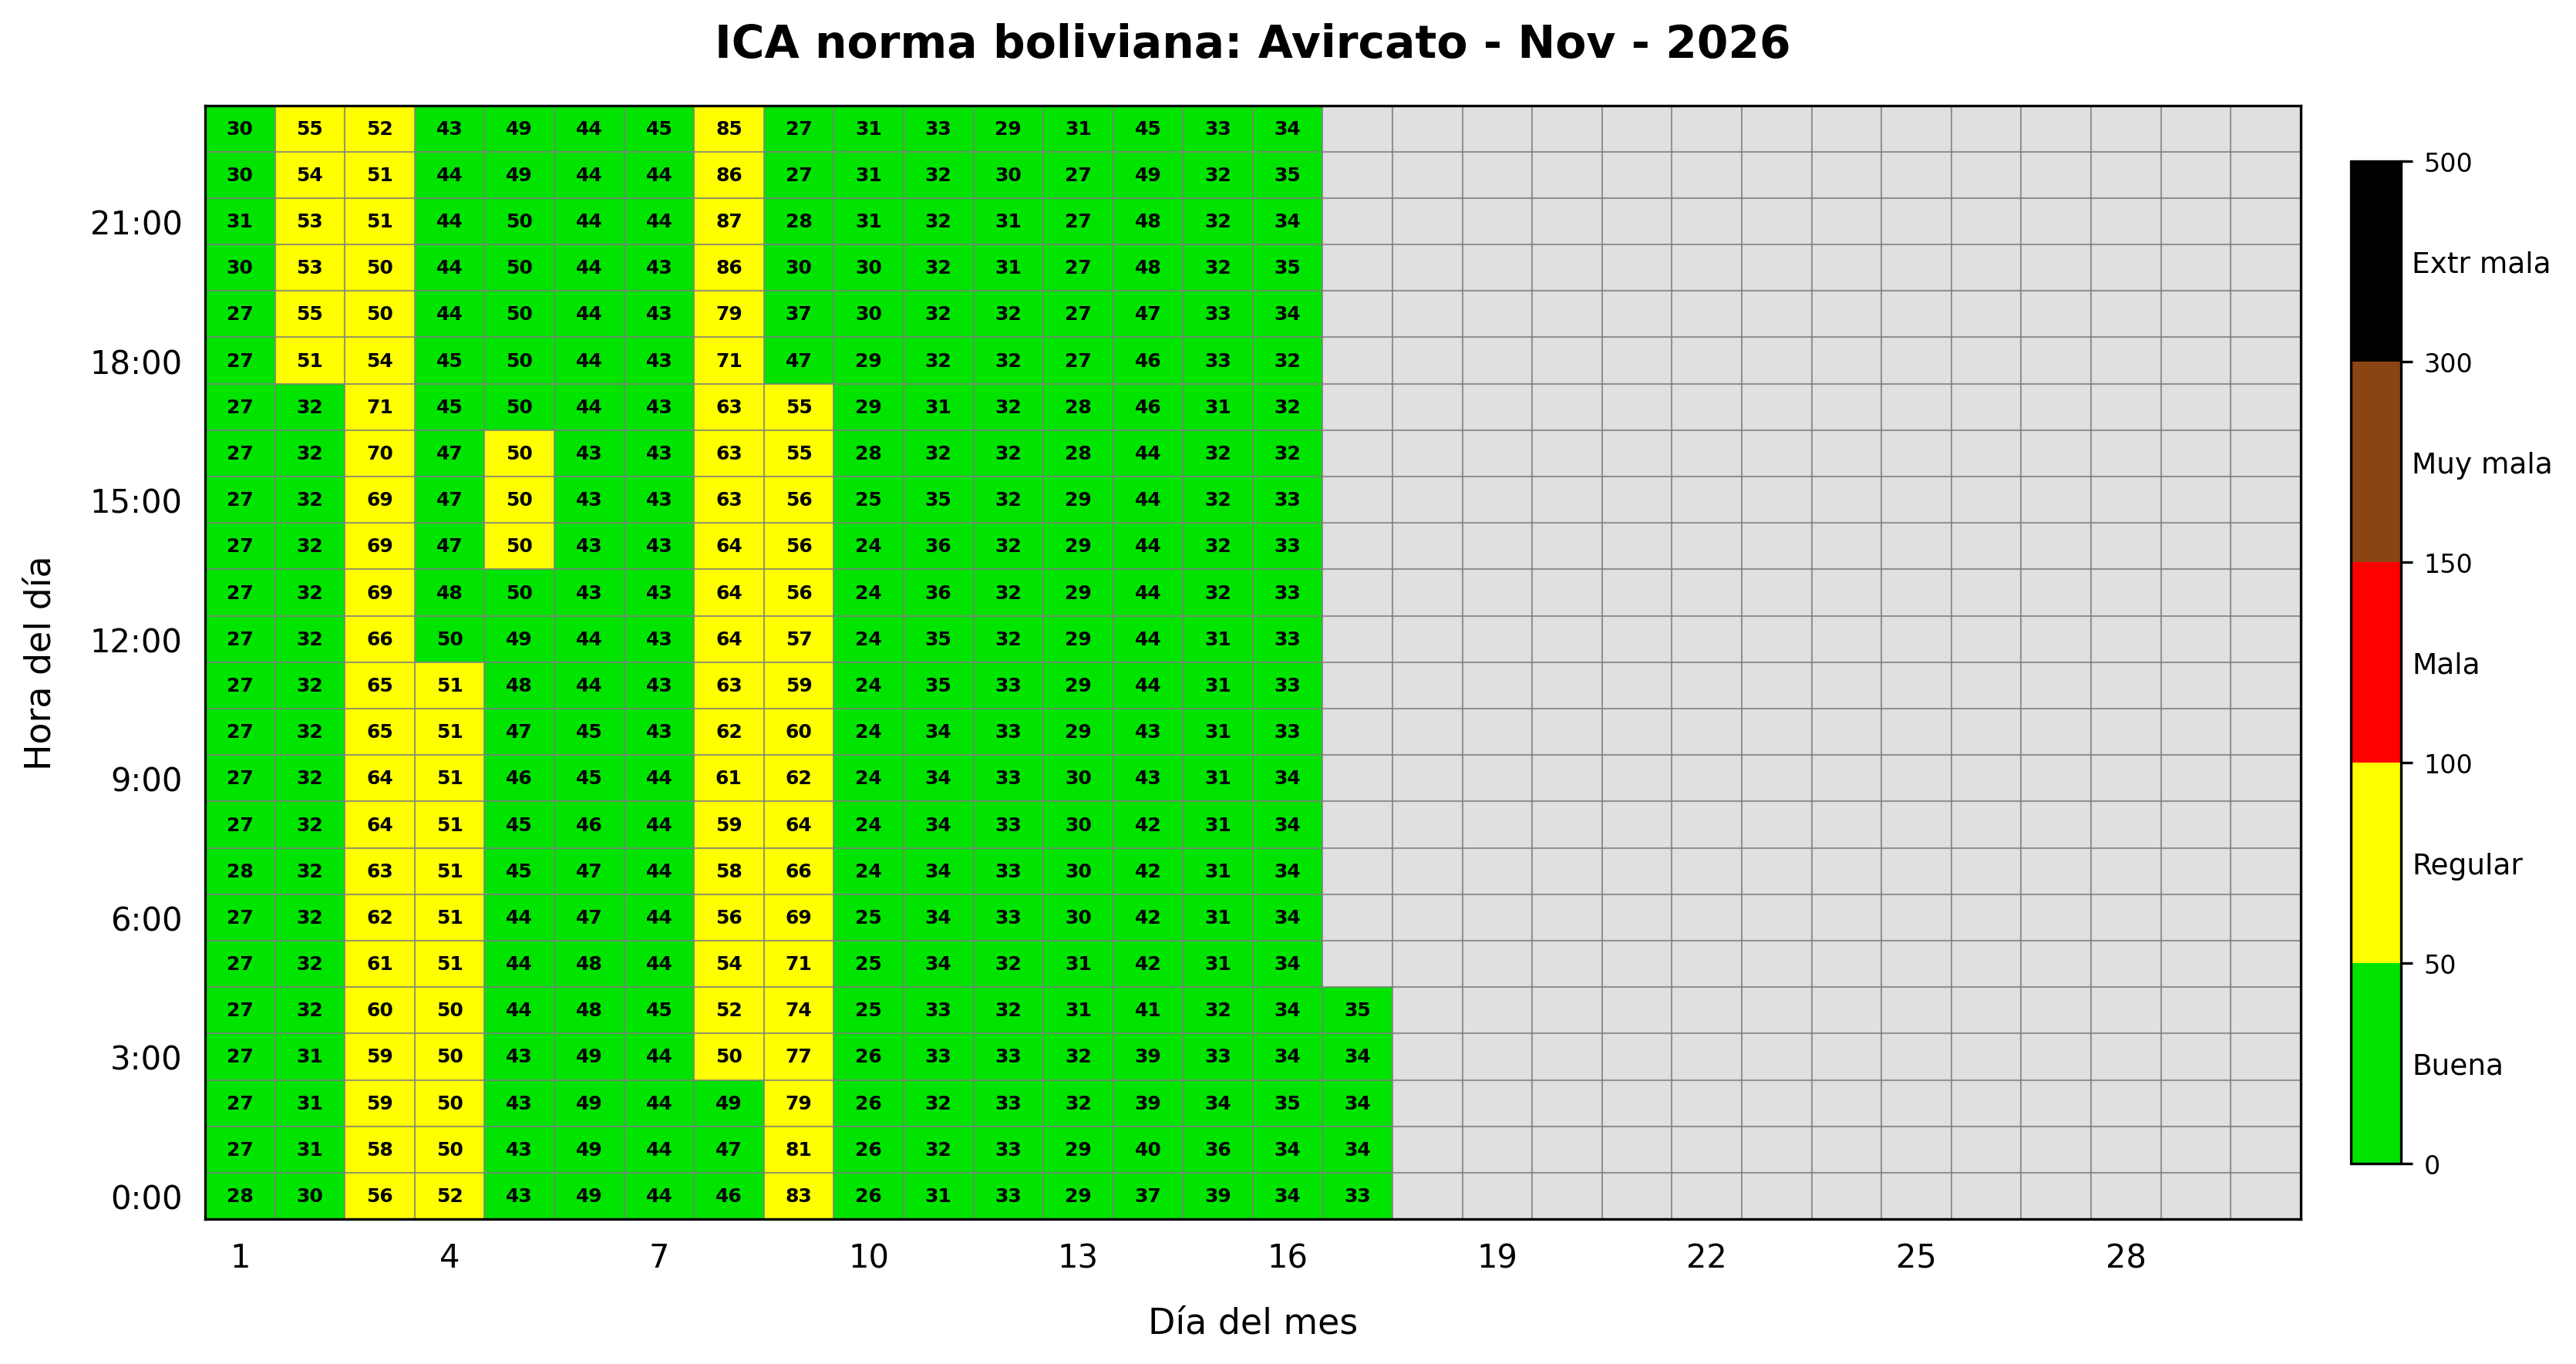 ICA norma boliviana: Avircato - Nov - 2026
30 55 52 43 49 44 45 85 27 31 33 29 31 45 33 34
30 54 51 44 49 44 44 86 27 31 32 30 27 49 32 35
21:00 31 53 51 44 50 44 44 87 28 31 32 31 27 48 32 34
30 53 50 44 50 44 43 86 30 30 32 31 27 48 32 35
27 55 50 44 50 44 43 79 37 30 32 32 27 47 33 34
18:00 27 51 54 45 50 44 43 71 47 29 32 32 27 46 33 32
27 32 71 45 50 44 43 63 55 29 31 32 28 46 31 32
27 32 70 47 50 43 43 63 55 28 32 32 28 44 32 32
15:00 27 32 69 47 50 43 43 63 56 25 35 32 29 44 32 33
27 32 69 47 50 43 43 64 56 24 36 32 29 44 32 33
27 32 69 48 50 43 43 64 56 24 36 32 29 44 32 33
12:00 27 32 66 50 49 44 43 64 57 24 35 32 29 44 31 33
27 32 65 51 48 44 43 63 59 24 35 33 29 44 31 33
27 32 65 51 47 45 43 62 60 24 34 33 29 43 31 33
9:00 27 32 64 51 46 45 44 61 62 24 34 33 30 43 31 34
27 32 64 51 45 46 44 59 64 24 34 33 30 42 31 34
28 32 63 51 45 47 44 58 66 24 34 33 30 42 31 34
6:00 27 32 62 51 44 47 44 56 69 25 34 33 30 42 31 34
27 32 61 51 44 48 44 54 71 25 34 32 31 42 31 34
27 32 60 50 44 48 45 52 74 25 33 32 31 41 32 34 35
3:00 27 31 59 50 43 49 44 50 77 26 33 33 32 39 33 34 34
27 31 59 50 43 49 44 49 79 26 32 33 32 39 34 35 34
27 31 58 50 43 49 44 47 81 26 32 33 29 40 36 34 34
0:00 28 30 56 52 43 49 44 46 83 26 31 33 29 37 39 34 33
1 4 7 10 13 16 19 22 25 28
Día del mes
Hora del día
500
Extr mala
300
Muy mala
150
Mala
100
Regular
50
Buena
0